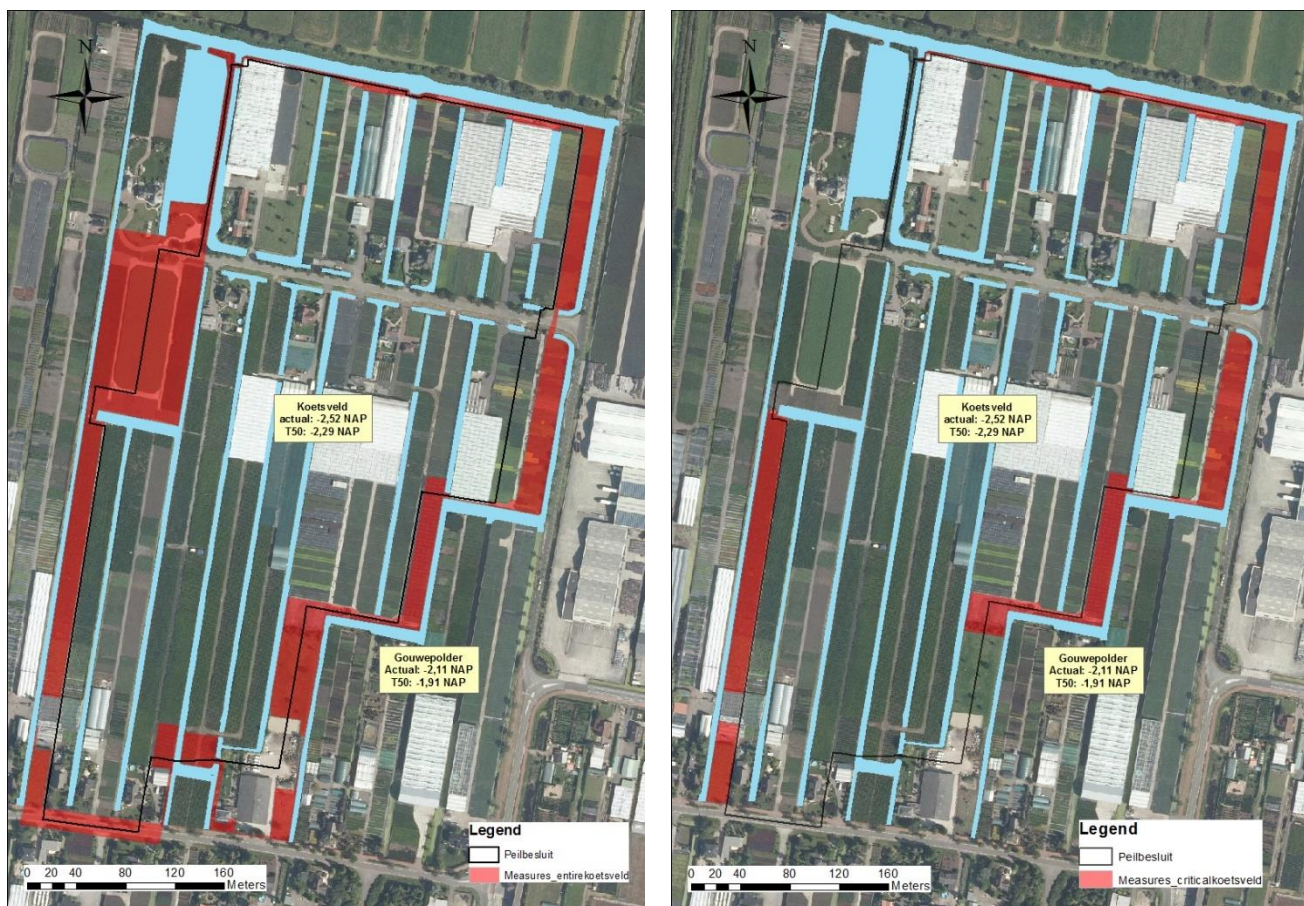 N
Koetsveld
actual: -2,52 NAP
T50: -2,29 NAP
Gouwepolder
Actual: -2,11 NAP
T50: -1,91 NAP
Legend
Peilbesluit
Measures_entirekoetsveld
0 20 40 80 120 160
Meters
N
Koetsveld
actual: -2,52 NAP
T50: -2,29 NAP
Gouwepolder
Actual: -2,11 NAP
T50: -1,91 NAP
Legend
Peilbesluit
Measures_criticalkoetsveld
0 20 40 80 120 160
Meters